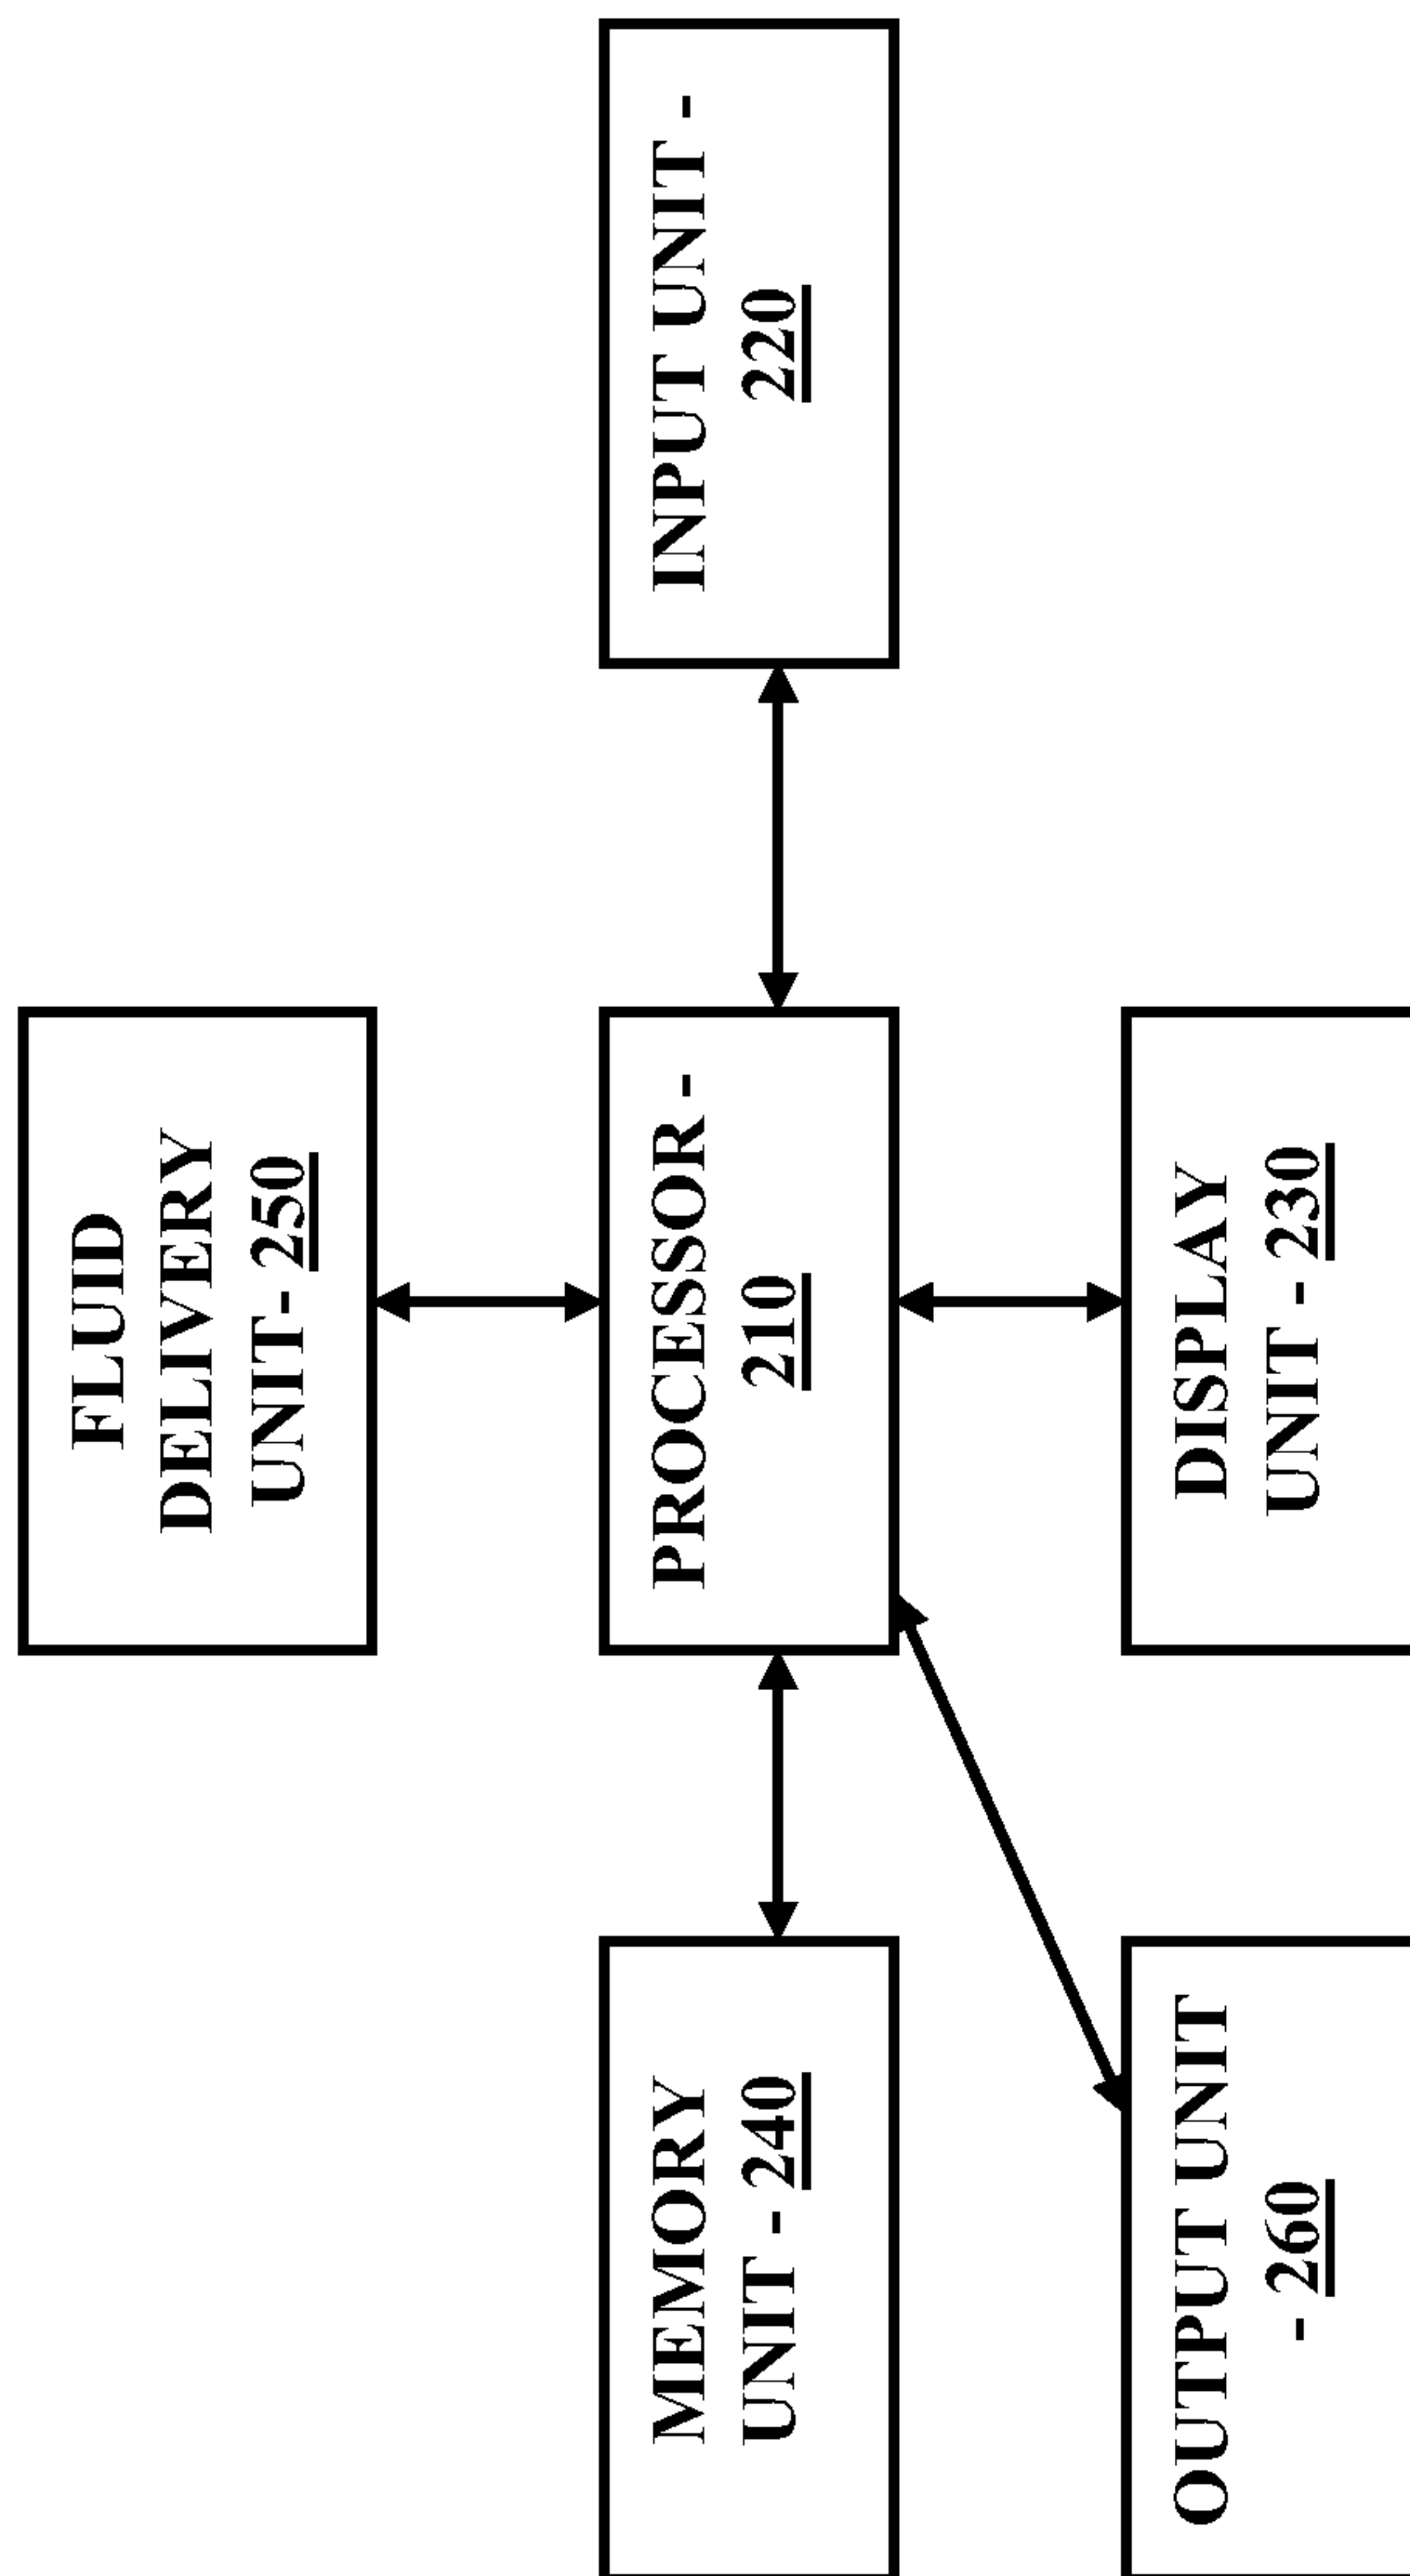 FLUID
DELIVERY
UNIT- 250
MEMORY
UNIT - 240
PROCESSOR -
210
INPUT UNIT -
220
OUTPUT UNIT
- 260
DISPLAY
UNIT - 230